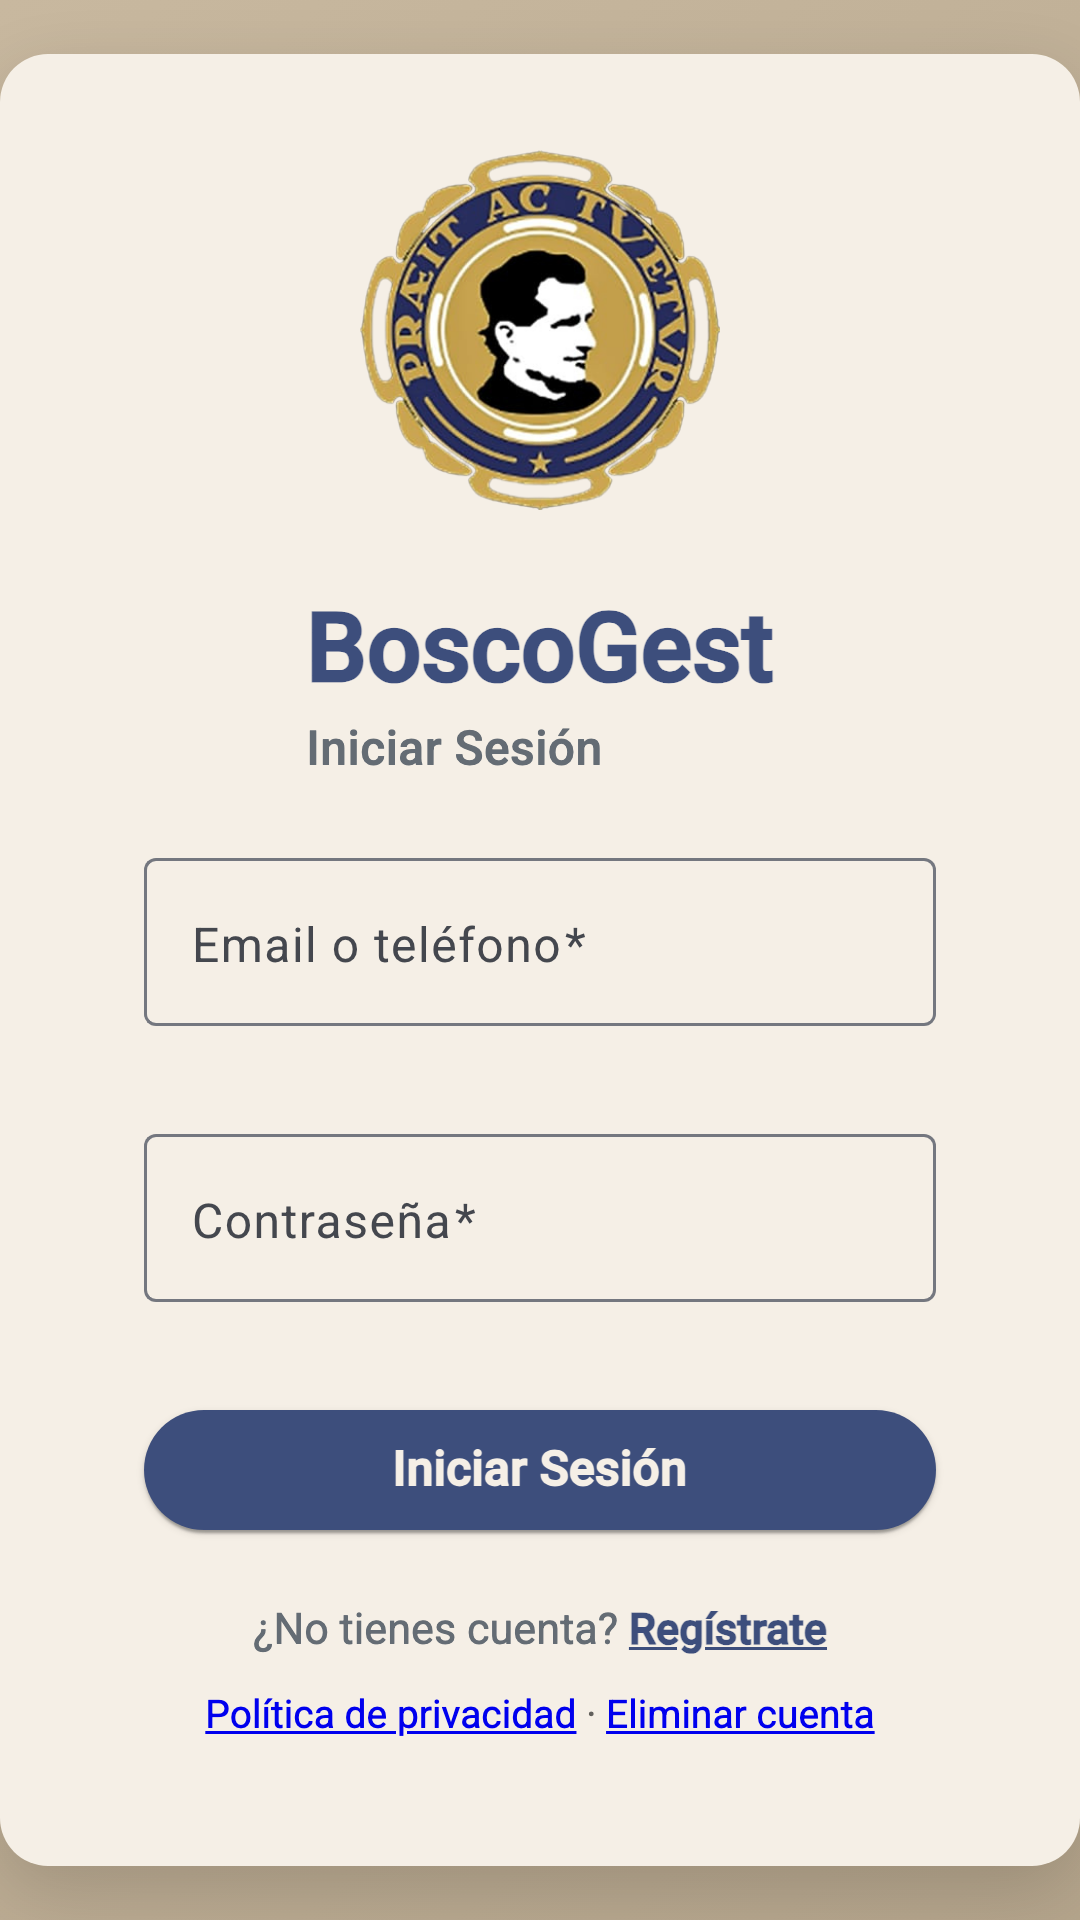 PRÆIT AC TVETVR
BoscoGest
Iniciar Sesión
Email o teléfono*
Contraseña*
Iniciar Sesión
¿No tienes cuenta? Regístrate
Política de privacidad · Eliminar cuenta